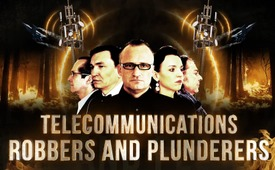 TELECOMMUNICATIONS
ROBBERS AND PLUNDERERS